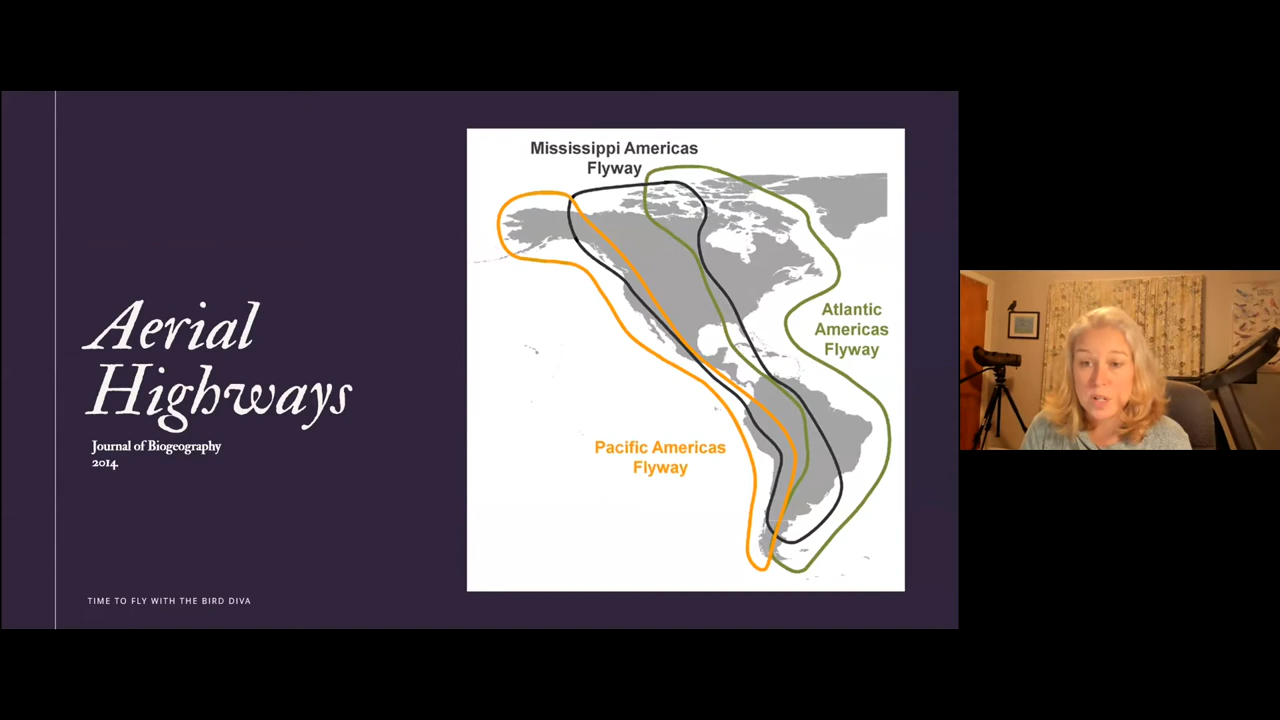 Aerial
Highways
Journal of Biogeography
2014
TIME TO FLY WITH THE BIRD DIVA
Mississippi Americas
Flyway
Atlantic
Americas
Flyway
Pacific Americas
Flyway